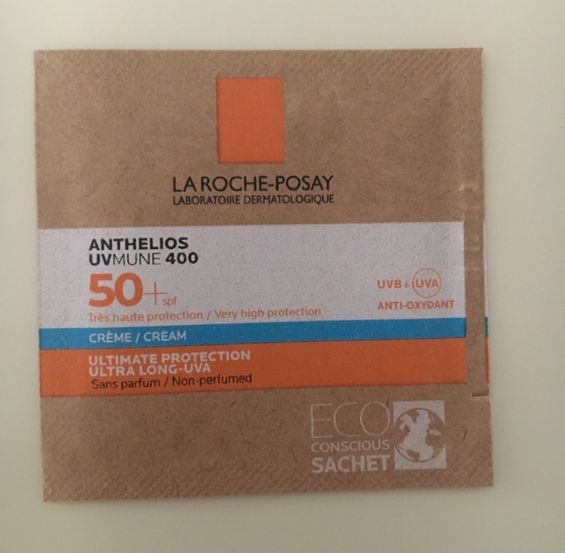 LA ROCHE-POSAY
LABORATOIRE DERMATOLOGIQUE
ANTHELIOS
UVMUNE 400
50+ spf
Très haute protection / Very high protection
UVB + UVA
ANTI-OXYDANT
CRÈME / CREAM
ULTIMATE PROTECTION
ULTRA LONG-UVA
Sans parfum / Non-perfumed
ECO
CONSCIOUS
SACHET